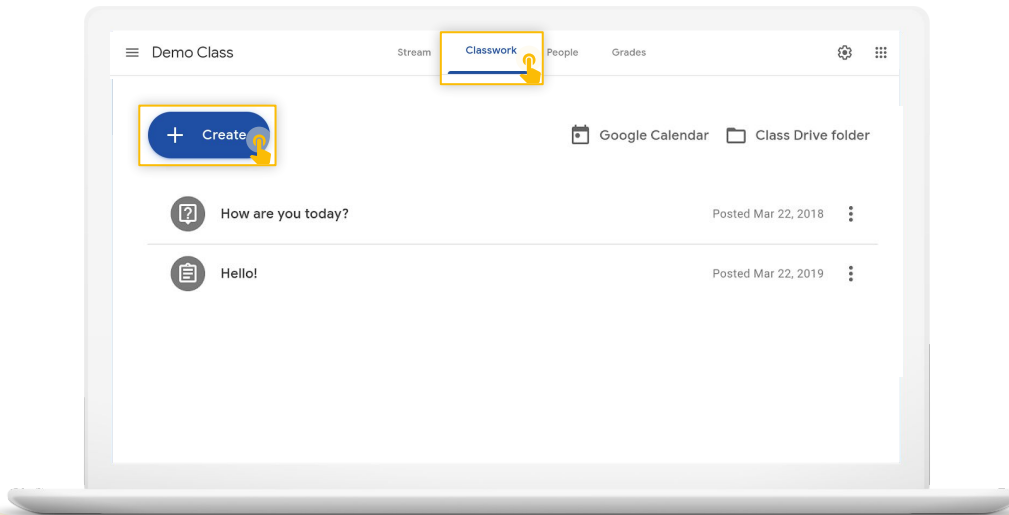 Demo Class Stream Classwork People Grades
+ Create Google Calendar Class Drive folder
How are you today? Posted Mar 22, 2018
Hello! Posted Mar 22, 2019